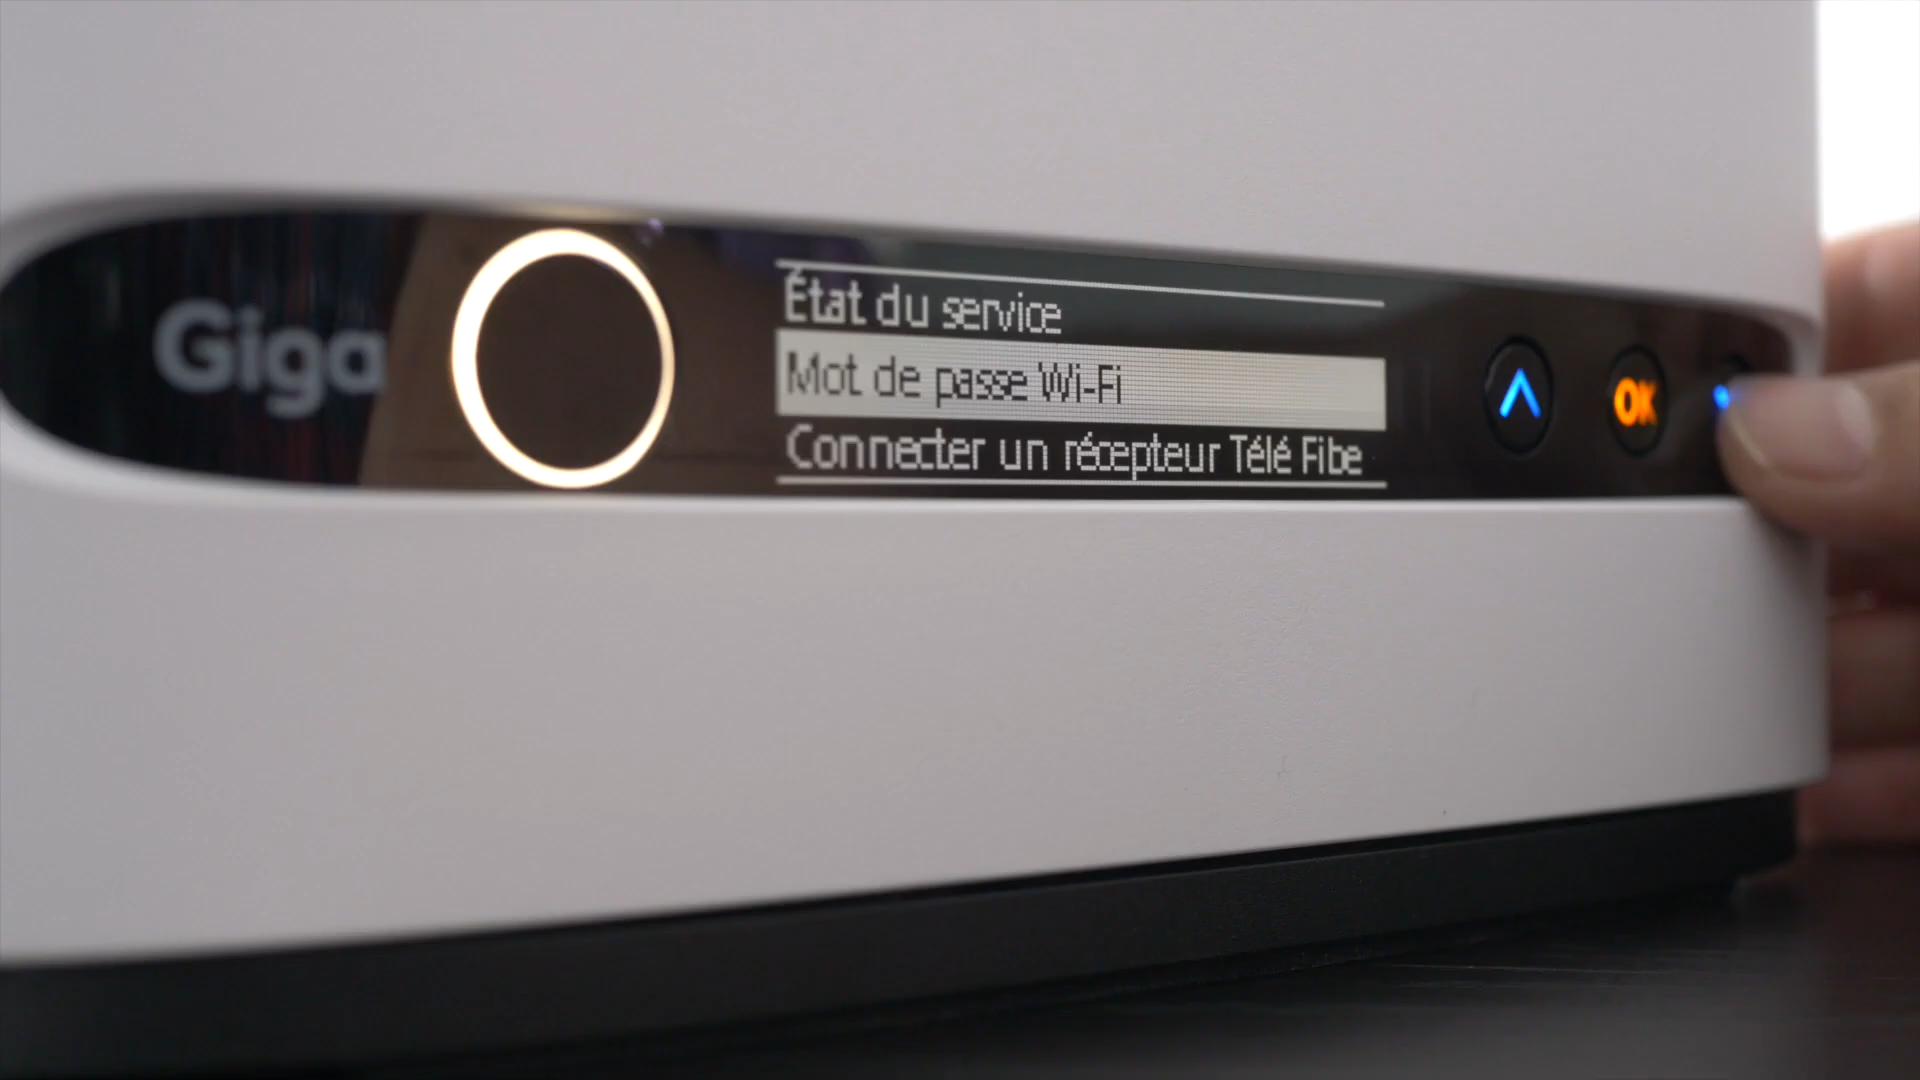 Giga
État du service
Mot de passe Wi-Fi
Connecter un récepteur Télé Fibe
OK